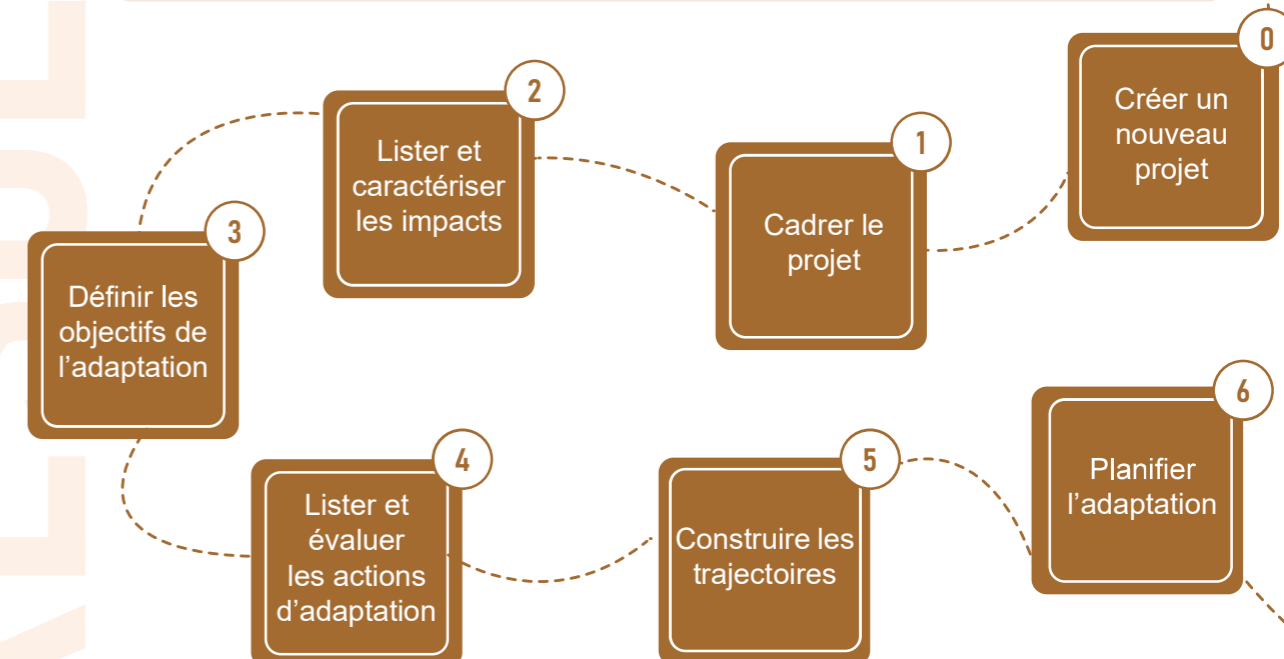 0
Créer un
nouveau
projet
1
Cadrer le
projet
2
Lister et
caractériser
les impacts
3
Définir les
objectifs de
l’adaptation
4
Lister et
évaluer
les actions
d’adaptation
5
Construire les
trajectoires
6
Planifier
l’adaptation